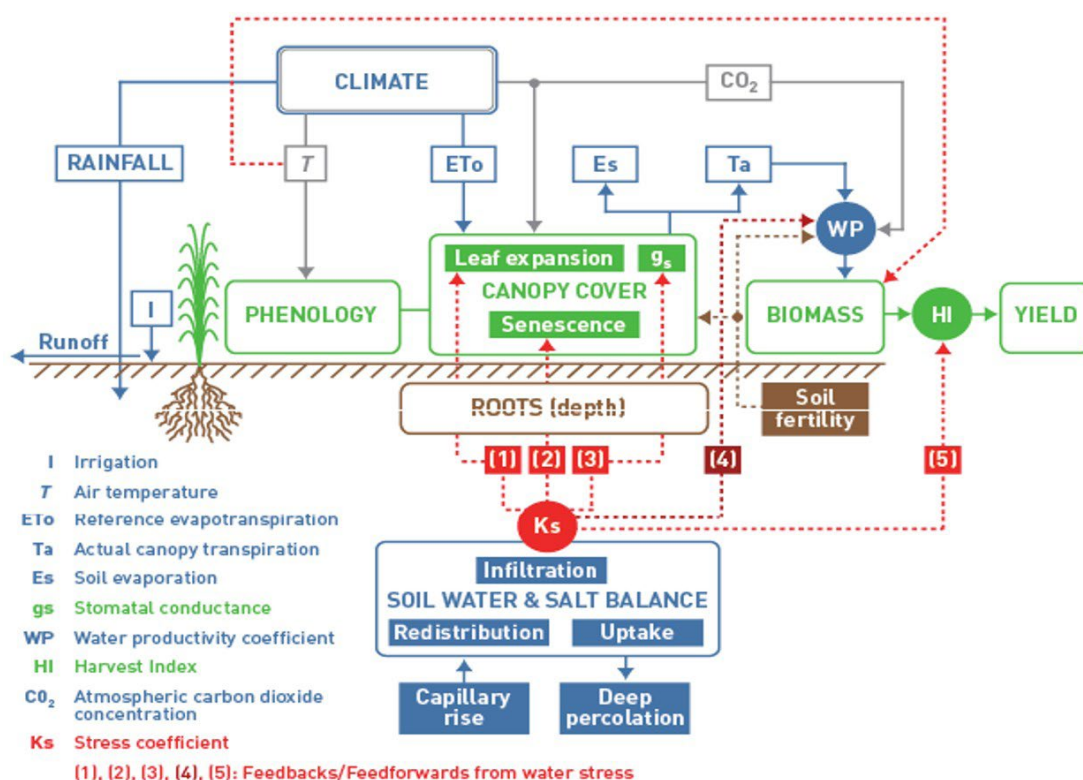 CLIMATE
CO₂
RAINFALL
T
ETo
Es
Ta
WP
Leaf expansion
gs
CANOPY COVER
Senescence
PHENOLOGY
BIOMASS
HI
YIELD
I
Runoff
ROOTS (depth)
Soil
fertility
(1)
(2)
(3)
(4)
(5)
Ks
Infiltration
SOIL WATER & SALT BALANCE
Redistribution
Uptake
Capillary
rise
Deep
percolation
I Irrigation
T Air temperature
ETo Reference evapotranspiration
Ta Actual canopy transpiration
Es Soil evaporation
gs Stomatal conductance
WP Water productivity coefficient
HI Harvest Index
CO₂ Atmospheric carbon dioxide
concentration
Ks Stress coefficient
(1), (2), (3), (4), (5): Feedbacks/Feedforwards from water stress